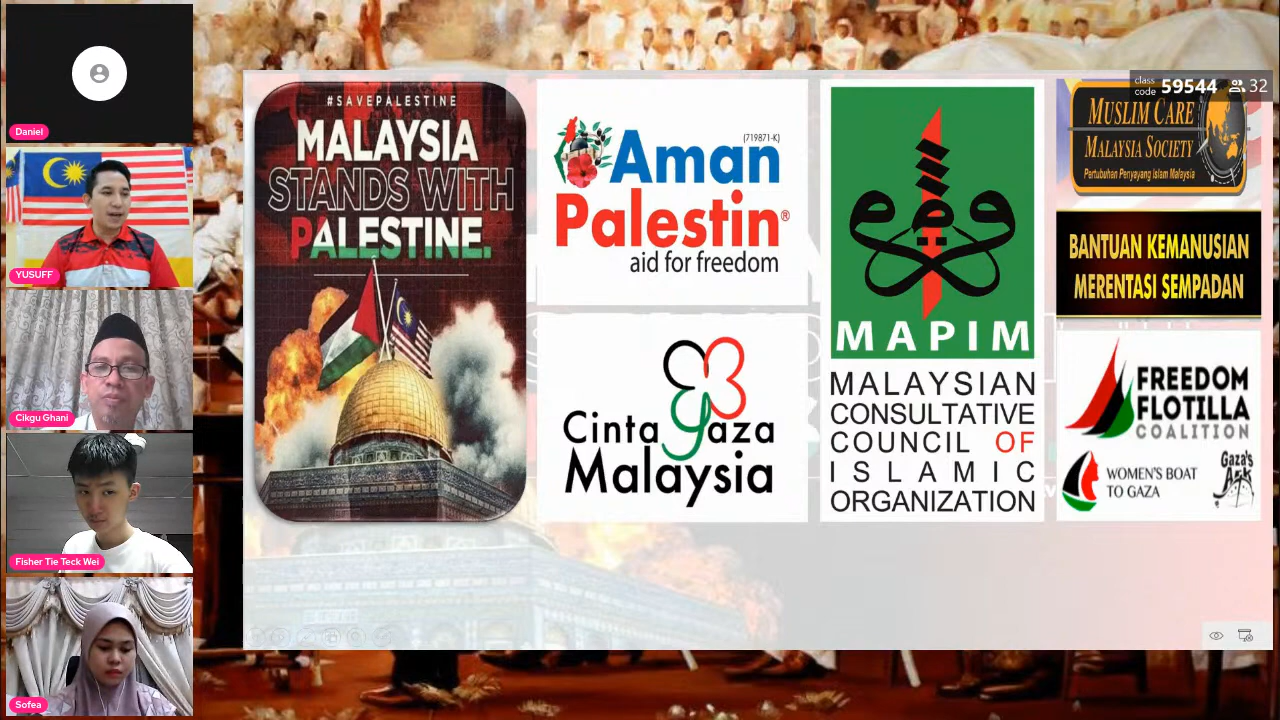 Daniel
YUSUFF
Cikgu Ghani
Fisher Tie Teck Wei
Sofea
#SAVEPALESTINE
MALAYSIA
STANDS WITH
PALESTINE.
(719871-K)
Aman
Palestin®
aid for freedom
Cinta Gaza
Malaysia
MAPIM
MALAYSIAN
CONSULTATIVE
COUNCIL OF
ISLAMIC
ORGANIZATION
class
code 59544 32
MUSLIM CARE
MALAYSIA SOCIETY
Pertubuhan Penyayang Islam Malaysia
BANTUAN KEMANUSIAN
MERENTASI SEMPADAN
FREEDOM
FLOTILLA
COALITION
WOMEN'S BOAT
TO GAZA
Gaza's
Ark